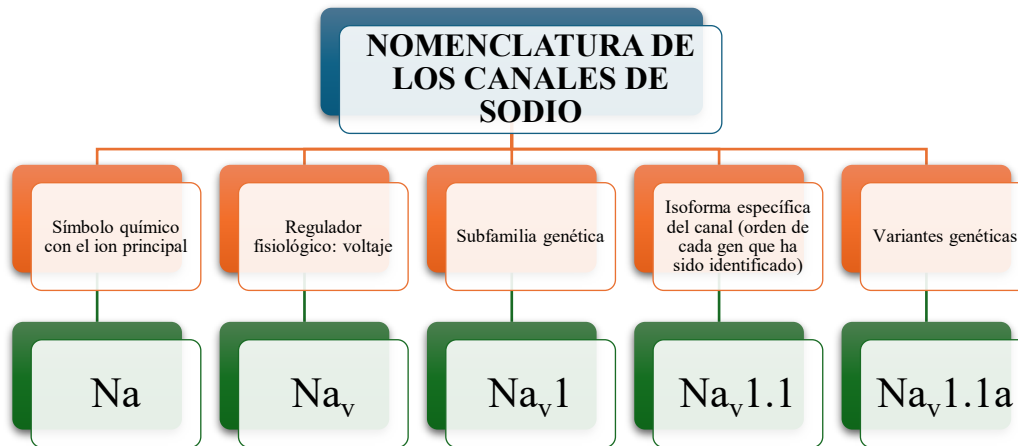 NOMENCLATURA DE
LOS CANALES DE
SODIO
Símbolo químico
con el ion principal
Regulador
fisiológico: voltaje
Subfamilia genética
Isoforma específica
del canal (orden de
cada gen que ha
sido identificado)
Variantes genéticas
Na
Naᵥ
Naᵥ1
Naᵥ1.1
Naᵥ1.1a